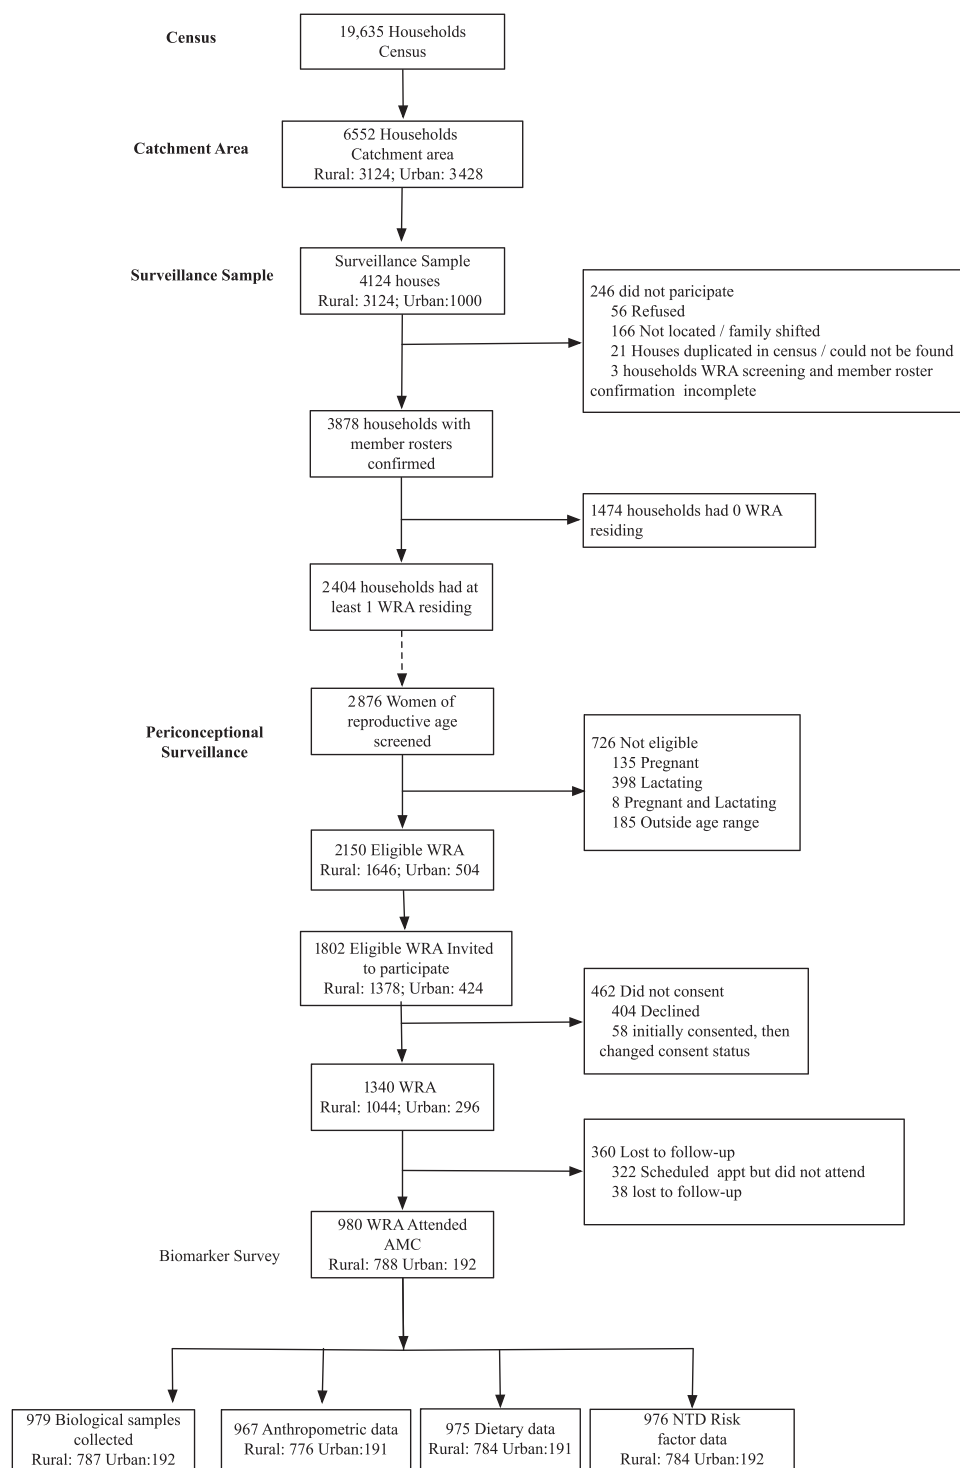 Census
19,635 Households
Census
Catchment Area
6552 Households
Catchment area
Rural: 3124; Urban: 3428
Surveillance Sample
Surveillance Sample
4124 houses
Rural: 3124; Urban:1000
246 did not paricipate
56 Refused
166 Not located / family shifted
21 Houses duplicated in census / could not be found
3 households WRA screening and member roster
confirmation incomplete
3878 households with
member rosters
confirmed
1474 households had 0 WRA
residing
2404 households had at
least 1 WRA residing
Periconceptional
Surveillance
2876 Women of
reproductive age
screened
726 Not eligible
135 Pregnant
398 Lactating
8 Pregnant and Lactating
185 Outside age range
2150 Eligible WRA
Rural: 1646; Urban: 504
1802 Eligible WRA Invited
to participate
Rural: 1378; Urban: 424
462 Did not consent
404 Declined
58 initially consented, then
changed consent status
1340 WRA
Rural: 1044; Urban: 296
360 Lost to follow-up
322 Scheduled appt but did not attend
38 lost to follow-up
Biomarker Survey
980 WRA Attended
AMC
Rural: 788 Urban: 192
979 Biological samples
collected
Rural: 787 Urban:192
967 Anthropometric data
Rural: 776 Urban:191
975 Dietary data
Rural: 784 Urban:191
976 NTD Risk
factor data
Rural: 784 Urban:192